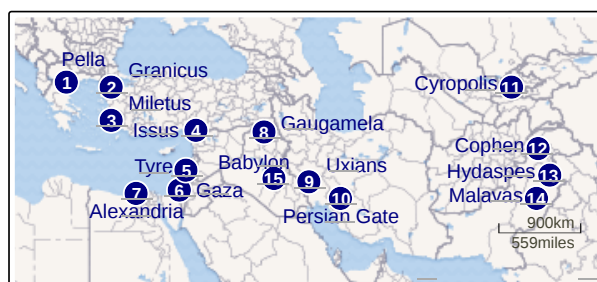 Pella
1
Granicus
2
Miletus
3
Issus 4
Gaugamela
8
Cyropolis 11
Cophen 12
Hydaspes 13
Malavas 14
Tyre 5
Babylon
15
Uxians
9
6 Gaza
7
Alexandria
10
Persian Gate
900km
559miles